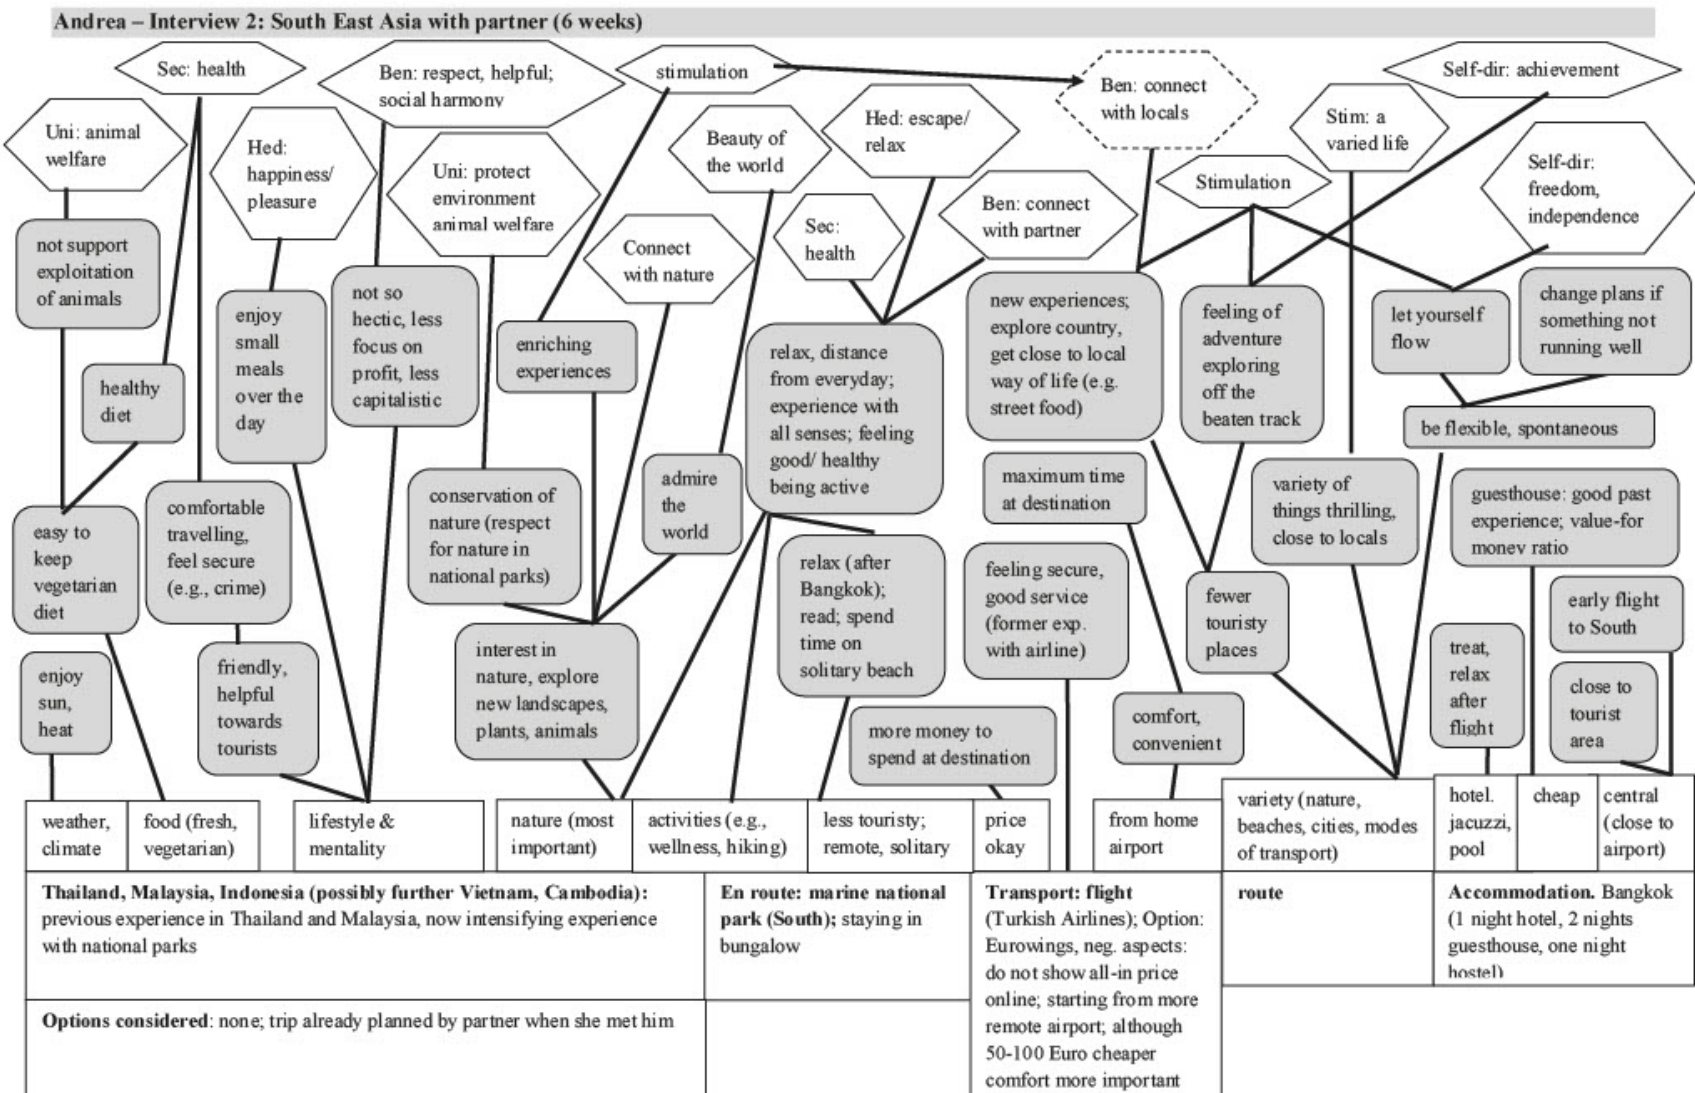 Andrea – Interview 2: South East Asia with partner (6 weeks)
Sec: health
Ben: respect, helpful;
social harmony
stimulation
Ben: connect
with locals
Self-dir: achievement
Uni: animal
welfare
Hed:
happiness/
pleasure
Uni: protect
environment
animal welfare
Beauty of
the world
Hed: escape/
relax
Stim: a
varied life
Stimulation
Self-dir:
freedom,
independence
Connect
with nature
Sec:
health
Ben: connect
with partner
not support
exploitation
of animals
healthy
diet
enjoy
small
meals
over the
day
not so
hectic, less
focus on
profit, less
capitalistic
enriching
experiences
relax, distance
from everyday;
experience with
all senses; feeling
good/ healthy
being active
new experiences;
explore country,
get close to local
way of life (e.g.
street food)
feeling of
adventure
exploring
off the
beaten track
let yourself
flow
change plans if
something not
running well
be flexible, spontaneous
easy to
keep
vegetarian
diet
comfortable
travelling,
feel secure
(e.g., crime)
conservation of
nature (respect
for nature in
national parks)
admire
the
world
maximum time
at destination
variety of
things thrilling,
close to locals
guesthouse: good past
experience; value-for
money ratio
relax (after
Bangkok);
read; spend
time on
solitary beach
feeling secure,
good service
(former exp.
with airline)
fewer
touristy
places
early flight
to South
enjoy
sun,
heat
friendly,
helpful
towards
tourists
interest in
nature, explore
new landscapes,
plants, animals
more money to
spend at destination
comfort,
convenient
treat,
relax
after
flight
close to
tourist
area
weather,
climate
food (fresh,
vegetarian)
lifestyle &
mentality
nature (most
important)
activities (e.g.,
wellness, hiking)
less touristy;
remote, solitary
price
okay
from home
airport
variety (nature,
beaches, cities, modes
of transport)
hotel.
jacuzzi,
pool
cheap
central
(close to
airport)
Thailand, Malaysia, Indonesia (possibly further Vietnam, Cambodia):
previous experience in Thailand and Malaysia, now intensifying experience
with national parks
En route: marine national
park (South); staying in
bungalow
Transport: flight
(Turkish Airlines); Option:
Eurowings, neg. aspects:
do not show all-in price
online; starting from more
remote airport; although
50-100 Euro cheaper
comfort more important
route
Accommodation. Bangkok
(1 night hotel, 2 nights
guesthouse, one night
hostel)
Options considered: none; trip already planned by partner when she met him